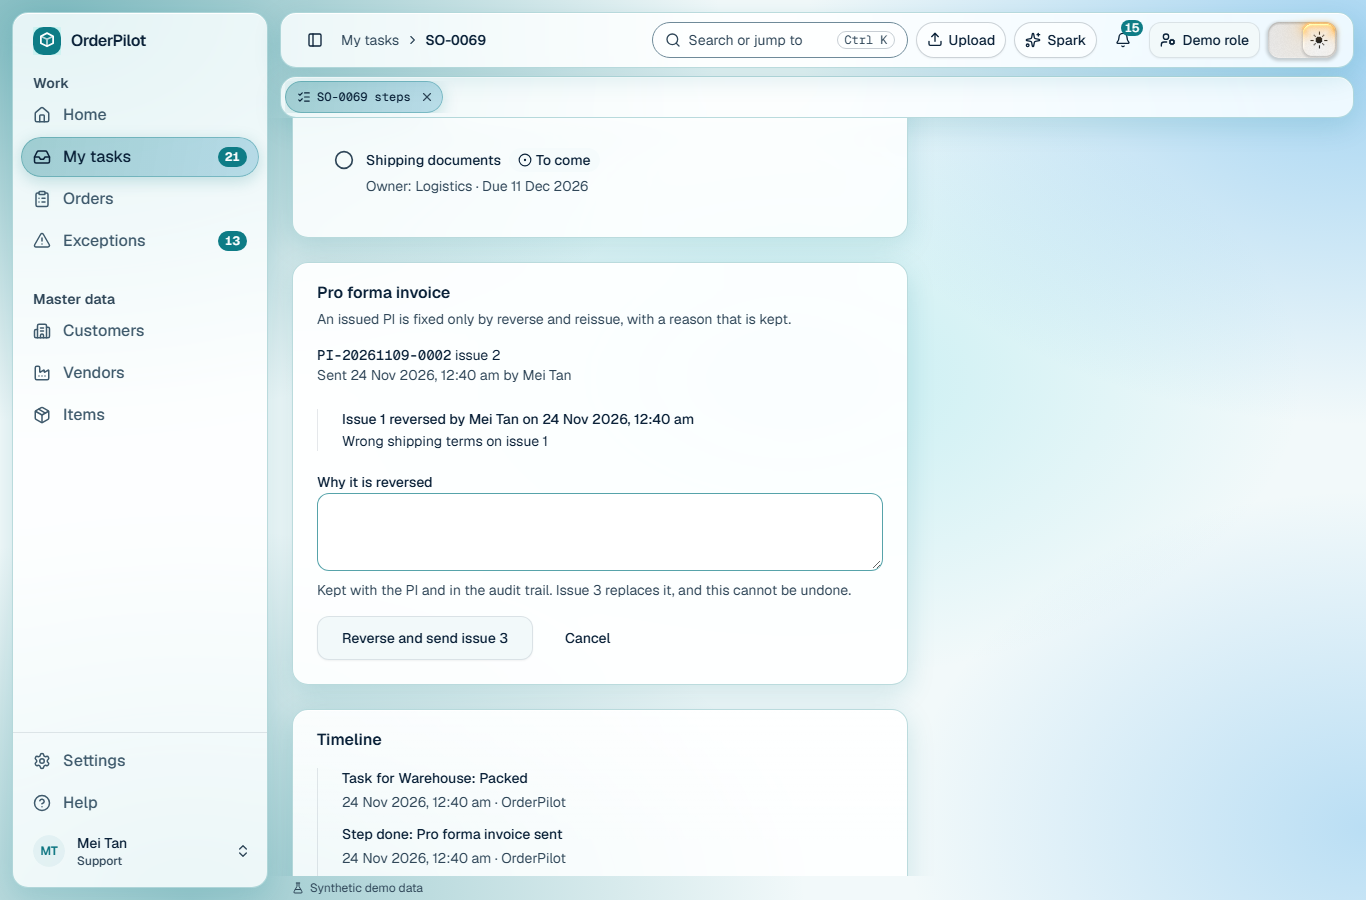 OrderPilot
Work
Home
My tasks 21
Orders
Exceptions 13
Master data
Customers
Vendors
Items
Settings
Help
MT
Mei Tan
Support
My tasks > SO-0069
Search or jump to Ctrl K
Upload
Spark
15
Demo role
SO-0069 steps
Shipping documents To come
Owner: Logistics · Due 11 Dec 2026
Pro forma invoice
An issued PI is fixed only by reverse and reissue, with a reason that is kept.
PI-20261109-0002 issue 2
Sent 24 Nov 2026, 12:40 am by Mei Tan
Issue 1 reversed by Mei Tan on 24 Nov 2026, 12:40 am
Wrong shipping terms on issue 1
Why it is reversed
Kept with the PI and in the audit trail. Issue 3 replaces it, and this cannot be undone.
Reverse and send issue 3 Cancel
Timeline
Task for Warehouse: Packed
24 Nov 2026, 12:40 am · OrderPilot
Step done: Pro forma invoice sent
24 Nov 2026, 12:40 am · OrderPilot
Synthetic demo data